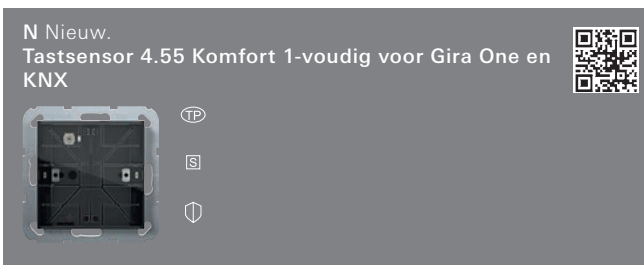 N Nieuw.
Tastsensor 4.55 Komfort 1-voudig voor Gira One en
KNX
TP
S